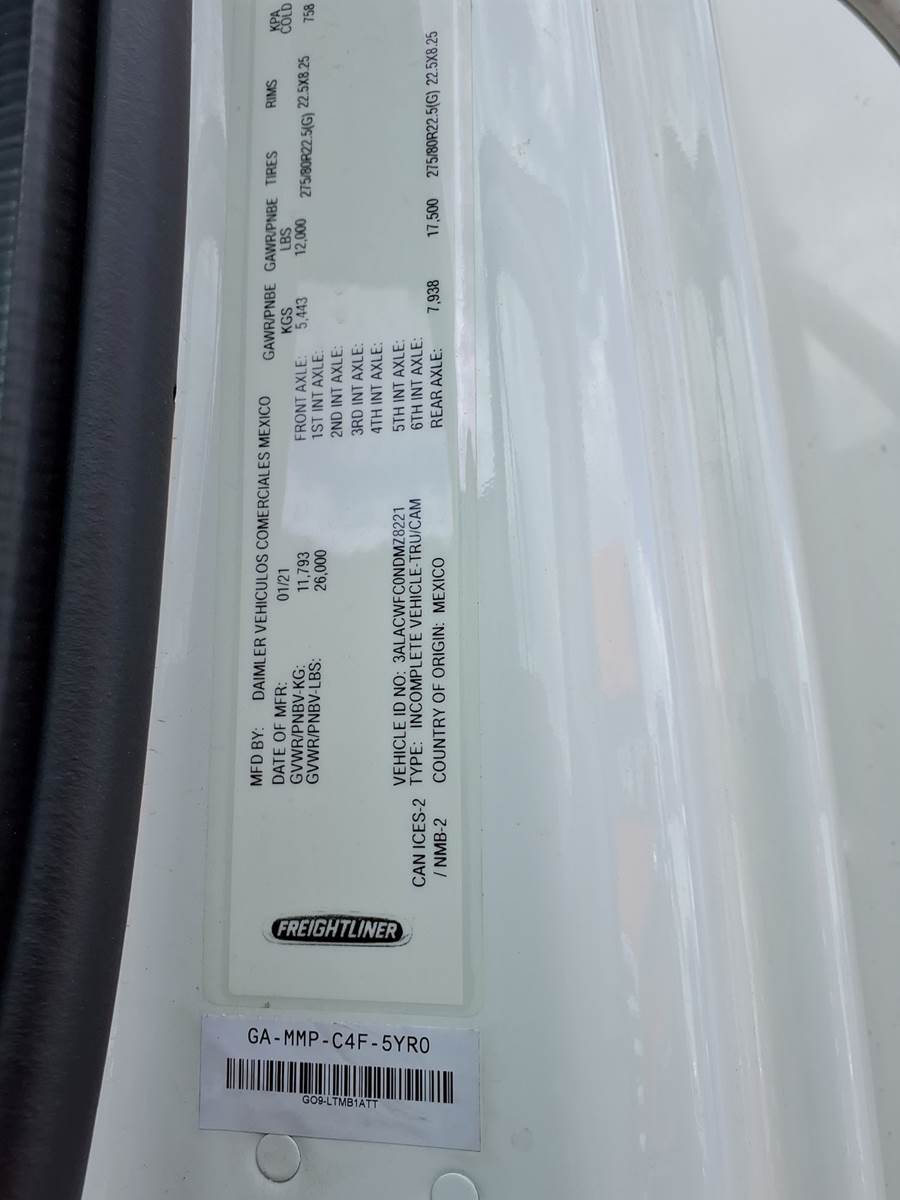 MFD BY: DAIMLER VEHICULOS COMERCIALES MEXICO
DATE OF MFR: 01/21
GVWR/PNBV-KG: 11,793
GVWR/PNBV-LBS: 26,000
GAWR/PNBE KGS GAWR/PNBE LBS TIRES RIMS KPA COLD
FRONT AXLE: 5,443 12,000 275/80R22.5(G) 22.5X8.25 758
1ST INT AXLE:
2ND INT AXLE:
3RD INT AXLE:
4TH INT AXLE:
5TH INT AXLE:
6TH INT AXLE:
REAR AXLE: 7,938 17,500 275/80R22.5(G) 22.5X8.25
VEHICLE ID NO: 3ALACWFC0NDMZ8221
TYPE: INCOMPLETE VEHICLE-TRU/CAM
COUNTRY OF ORIGIN: MEXICO
CAN ICES-2
/ NMB-2
FREIGHTLINER
GA-MMP-C4F-5YR0
GO9-LTMB1ATT